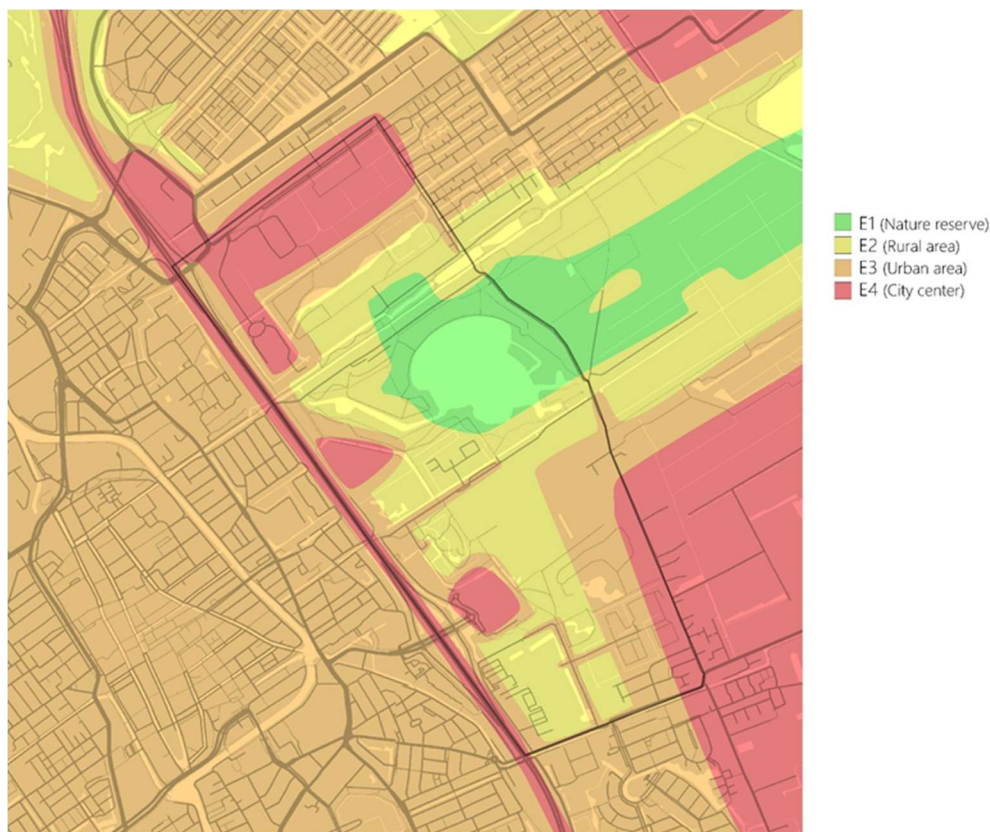 E1 (Nature reserve)
E2 (Rural area)
E3 (Urban area)
E4 (City center)